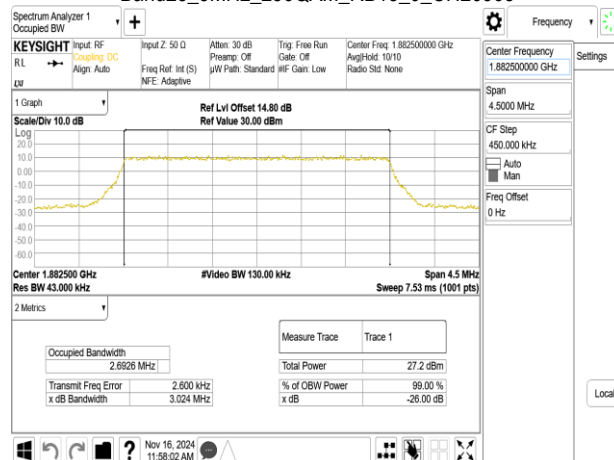 Spectrum Analyzer 1
Occupied BW
Frequency
KEYSIGHT
Input: RF
Coupling: DC
Align: Auto
Input Z: 50 Ω
Freq Ref: Int (S)
NFE: Adaptive
Atten: 30 dB
Preamp: Off
µW Path: Standard
Trig: Free Run
Gate: Off
#IF Gain: Low
Center Freq: 1.882500000 GHz
Avg|Hold: 10/10
Radio Std: None
RL
LXI
Center Frequency
1.882500000 GHz
Settings
Span
4.5000 MHz
CF Step
450.000 kHz
Auto
Man
Freq Offset
0 Hz
Local
1 Graph
Scale/Div 10.0 dB
Ref Lvl Offset 14.80 dB
Ref Value 30.00 dBm
Log
20.0
10.0
0.00
-10.0
-20.0
-30.0
-40.0
-50.0
-60.0
Center 1.882500 GHz
#Video BW 130.00 kHz
Span 4.5 MHz
Res BW 43.000 kHz
Sweep 7.53 ms (1001 pts)
2 Metrics
Measure Trace Trace 1
Occupied Bandwidth
2.6926 MHz
Total Power 27.2 dBm
Transmit Freq Error 2.600 kHz
% of OBW Power 99.00 %
x dB Bandwidth 3.024 MHz
x dB -26.00 dB
?
Nov 16, 2024
11:58:02 AM